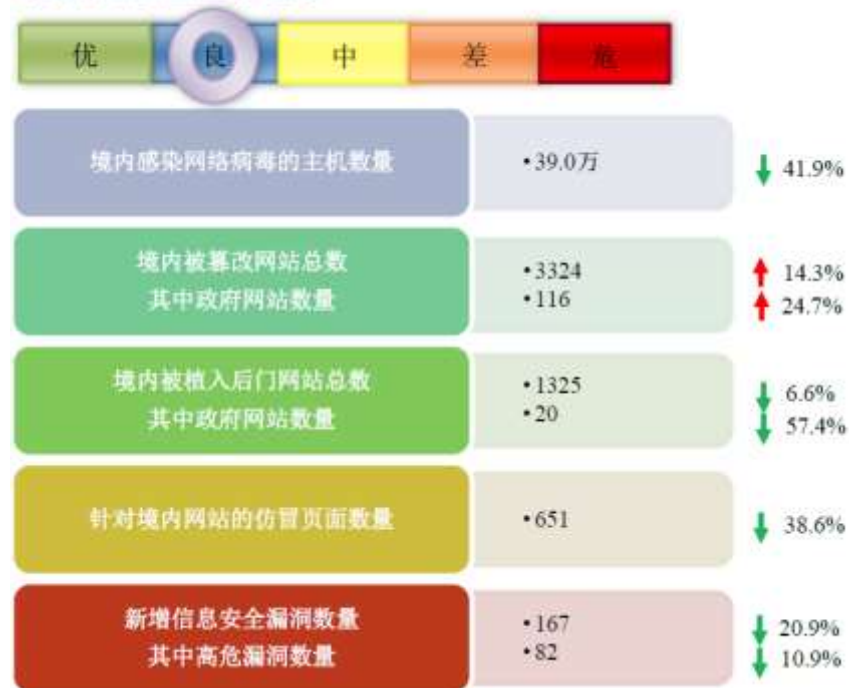 优 良 中 差 危
境内感染网络病毒的主机数量 •39.0万 41.9%
境内被篡改网站总数 •3324 14.3%
其中政府网站数量 •116 24.7%
境内被植入后门网站总数 •1325 6.6%
其中政府网站数量 •20 57.4%
针对境内网站的仿冒页面数量 •651 38.6%
新增信息安全漏洞数量 •167 20.9%
其中高危漏洞数量 •82 10.9%